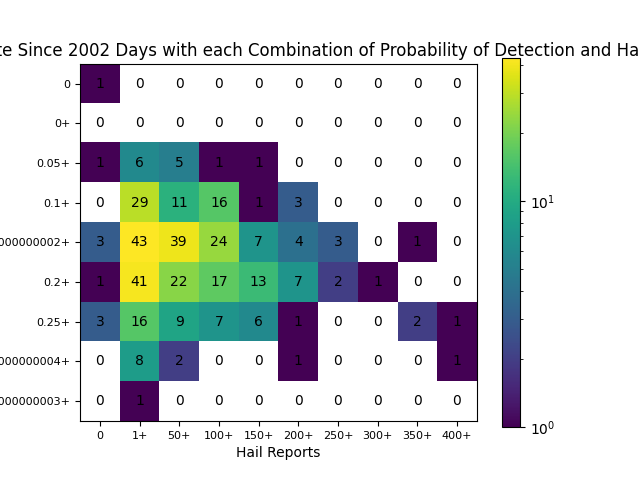 te Since 2002 Days with each Combination of Probability of Detection and Ha
0 1 0 0 0 0 0 0 0 0 0
0+ 0 0 0 0 0 0 0 0 0 0
0.05+ 1 6 5 1 1 0 0 0 0 0
0.1+ 0 29 11 16 1 3 0 0 0 0
000000002+ 3 43 39 24 7 4 3 0 1 0
0.2+ 1 41 22 17 13 7 2 1 0 0
0.25+ 3 16 9 7 6 1 0 0 2 1
000000004+ 0 8 2 0 0 1 0 0 0 1
000000003+ 0 1 0 0 0 0 0 0 0 0
0 1+ 50+ 100+ 150+ 200+ 250+ 300+ 350+ 400+
Hail Reports
10¹
10⁰